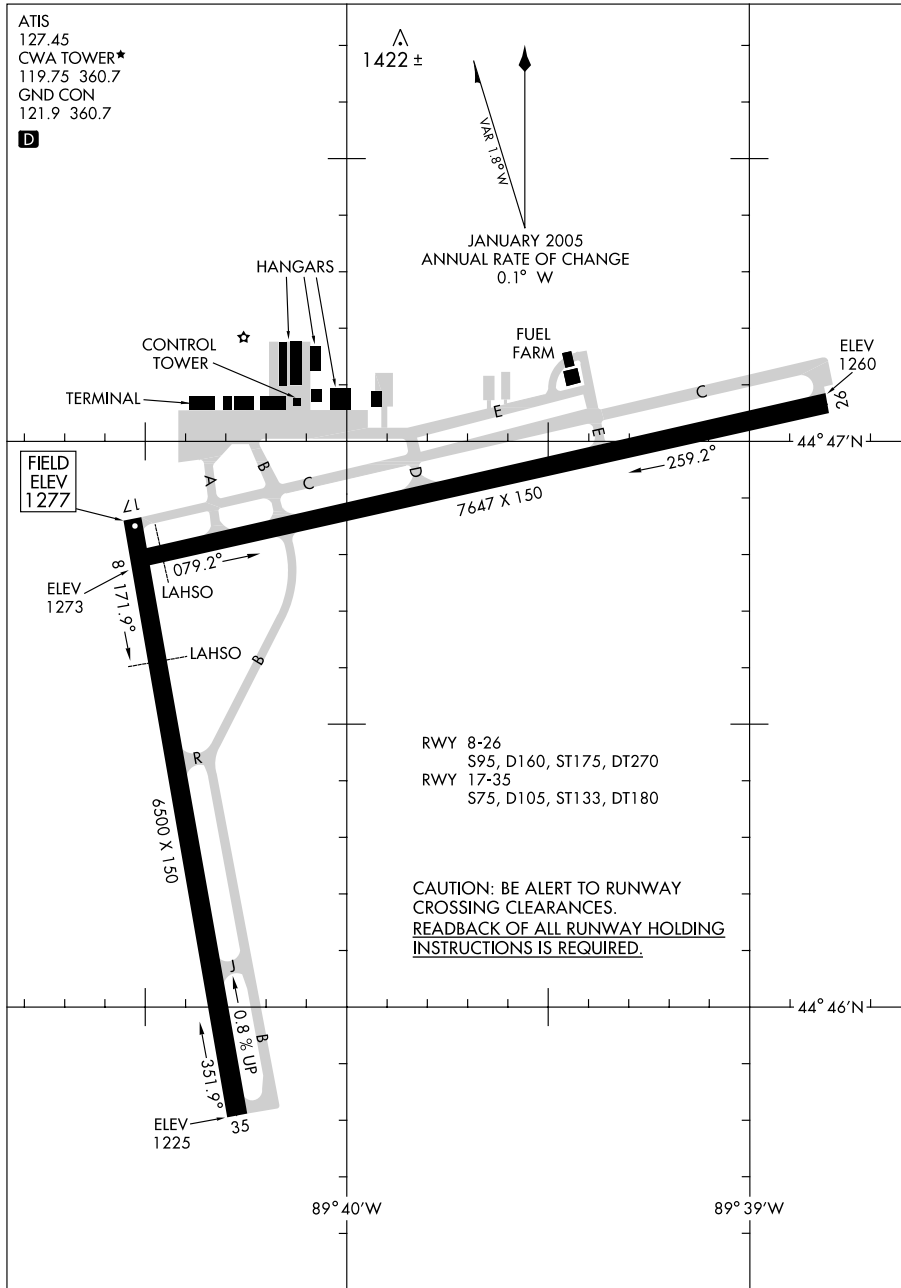 ATIS
127.45
CWA TOWER★
119.75 360.7
GND CON
121.9 360.7
D
1422 ±
VAR 1.8° W
JANUARY 2005
ANNUAL RATE OF CHANGE
0.1° W
HANGARS
CONTROL
TOWER
TERMINAL
FUEL
FARM
ELEV
1260
26
C
E
E
44°47'N
FIELD
ELEV
1277
17
A
B
C
D
259.2°
7647 X 150
079.2°
8
ELEV
1273
LAHSO
171.9°
LAHSO
B
R
RWY 8-26
S95, D160, ST175, DT270
RWY 17-35
S75, D105, ST133, DT180
6500 X 150
CAUTION: BE ALERT TO RUNWAY
CROSSING CLEARANCES.
READBACK OF ALL RUNWAY HOLDING
INSTRUCTIONS IS REQUIRED.
J
44°46'N
0.8 % UP
B
351.9°
ELEV
1225
35
89°40'W
89°39'W